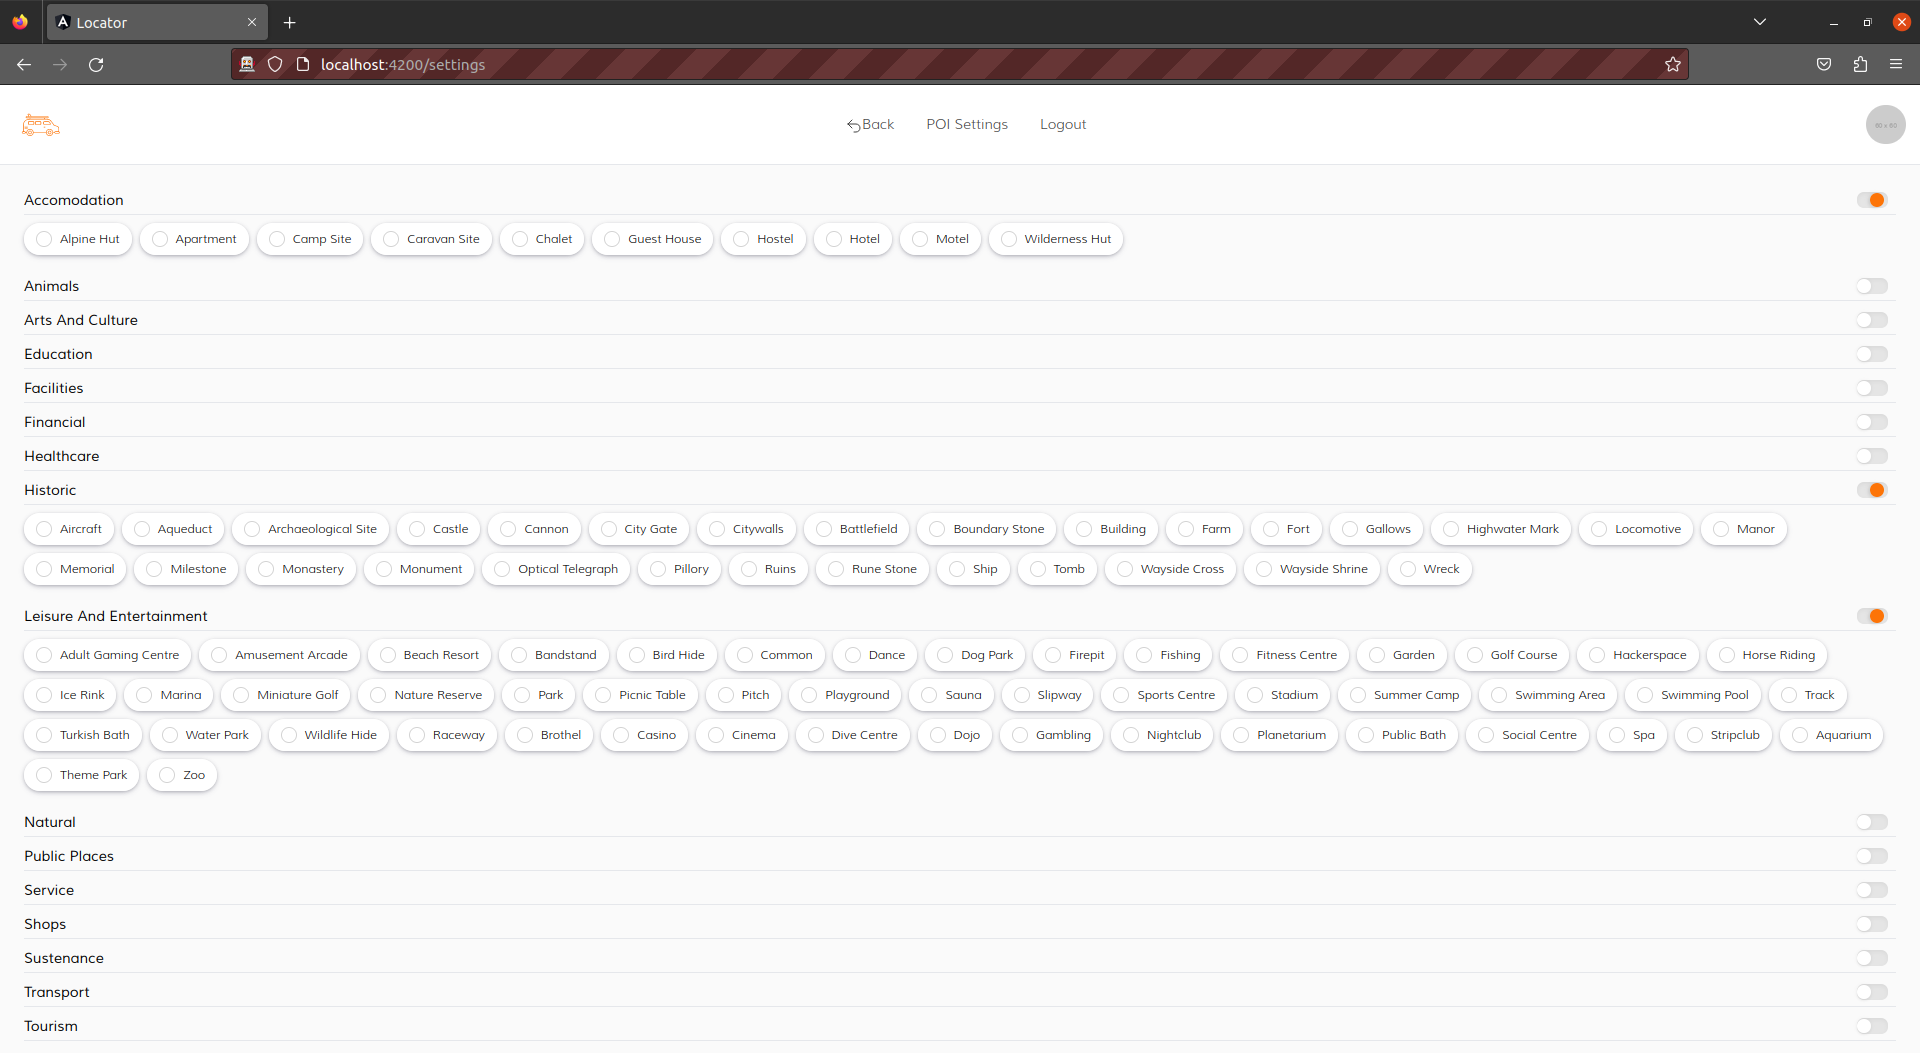 Locator
localhost:4200/settings
Back POI Settings Logout
Accomodation
Alpine Hut Apartment Camp Site Caravan Site Chalet Guest House Hostel Hotel Motel Wilderness Hut
Animals
Arts And Culture
Education
Facilities
Financial
Healthcare
Historic
Aircraft Aqueduct Archaeological Site Castle Cannon City Gate Citywalls Battlefield Boundary Stone Building Farm Fort Gallows Highwater Mark Locomotive Manor
Memorial Milestone Monastery Monument Optical Telegraph Pillory Ruins Rune Stone Ship Tomb Wayside Cross Wayside Shrine Wreck
Leisure And Entertainment
Adult Gaming Centre Amusement Arcade Beach Resort Bandstand Bird Hide Common Dance Dog Park Firepit Fishing Fitness Centre Garden Golf Course Hackerspace Horse Riding
Ice Rink Marina Miniature Golf Nature Reserve Park Picnic Table Pitch Playground Sauna Slipway Sports Centre Stadium Summer Camp Swimming Area Swimming Pool Track
Turkish Bath Water Park Wildlife Hide Raceway Brothel Casino Cinema Dive Centre Dojo Gambling Nightclub Planetarium Public Bath Social Centre Spa Stripclub Aquarium
Theme Park Zoo
Natural
Public Places
Service
Shops
Sustenance
Transport
Tourism